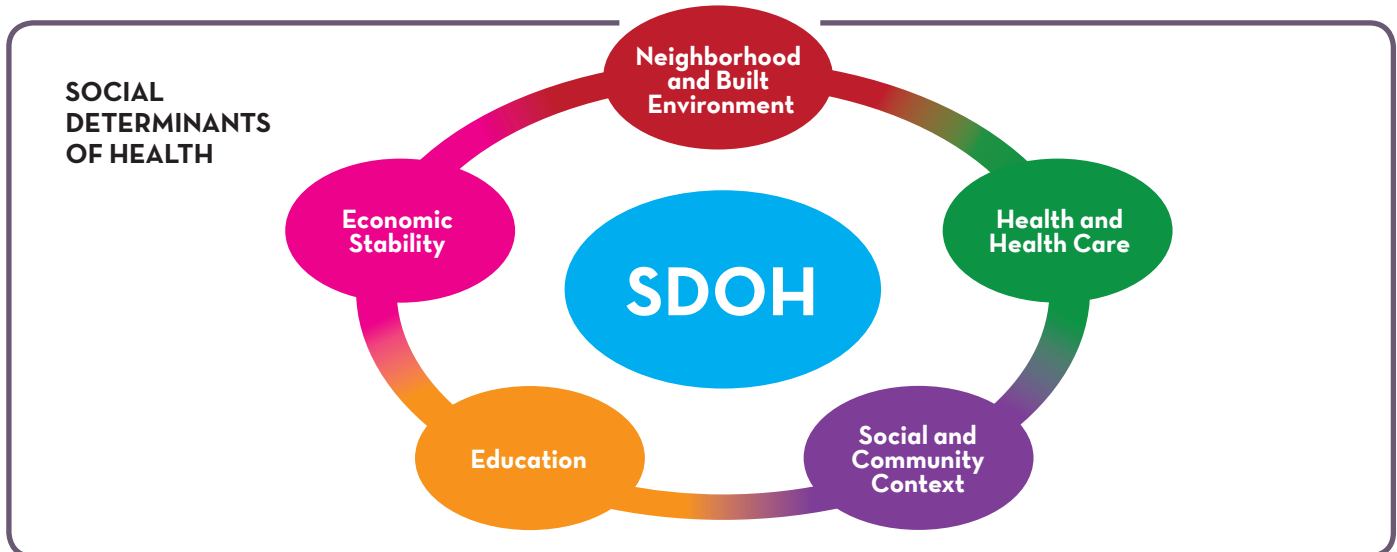 SOCIAL
DETERMINANTS
OF HEALTH
Neighborhood
and Built
Environment
Economic
Stability
Health and
Health Care
SDOH
Education
Social and
Community
Context